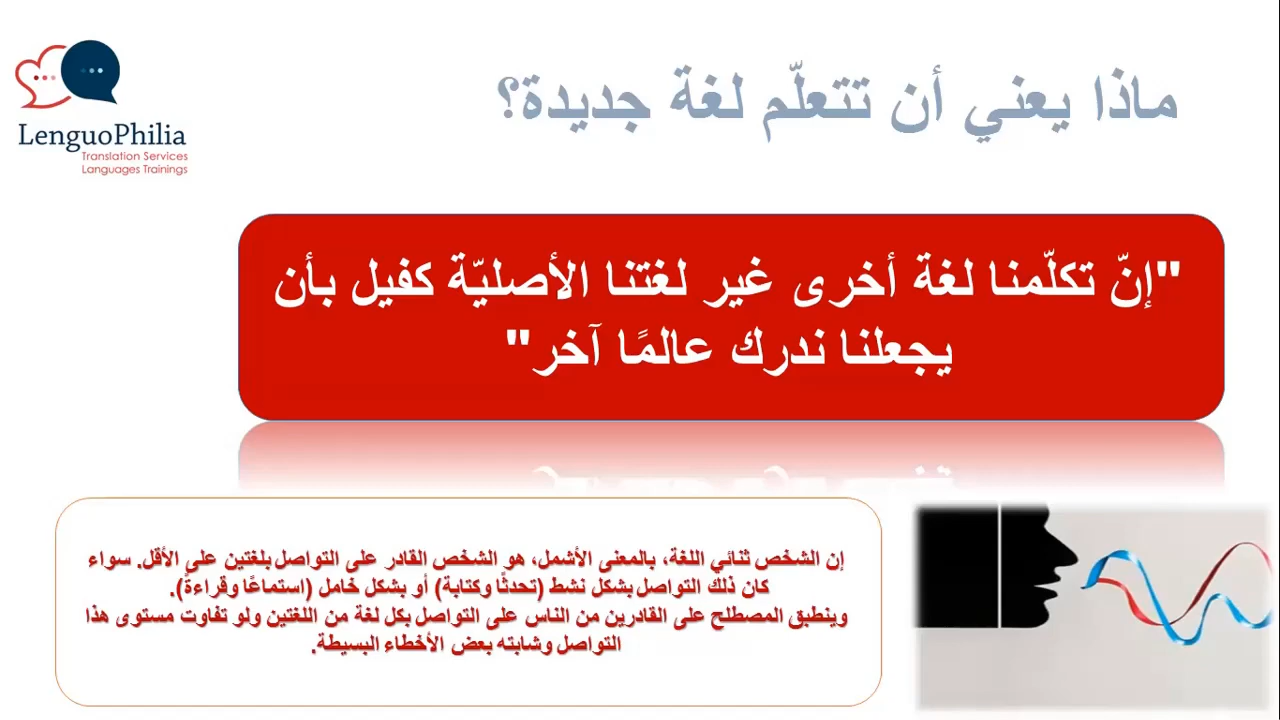 LenguoPhilia
Translation Services
Languages Trainings
ماذا يعني أن تتعلّم لغة جديدة؟
"إنّ تكلّمنا لغة أخرى غير لغتنا الأصليّة كفيل بأن
يجعلنا ندرك عالمًا آخر"
إن الشخص ثنائي اللغة، بالمعنى الأشمل، هو الشخص القادر على التواصل بلغتين على الأقل. سواء
كان ذلك التواصل بشكل نشط (تحدثًا وكتابة) أو بشكل خامل (استماعًا وقراءةً).
وينطبق المصطلح على القادرين من الناس على التواصل بكل لغة من اللغتين ولو تفاوت مستوى هذا
التواصل وشابته بعض الأخطاء البسيطة.